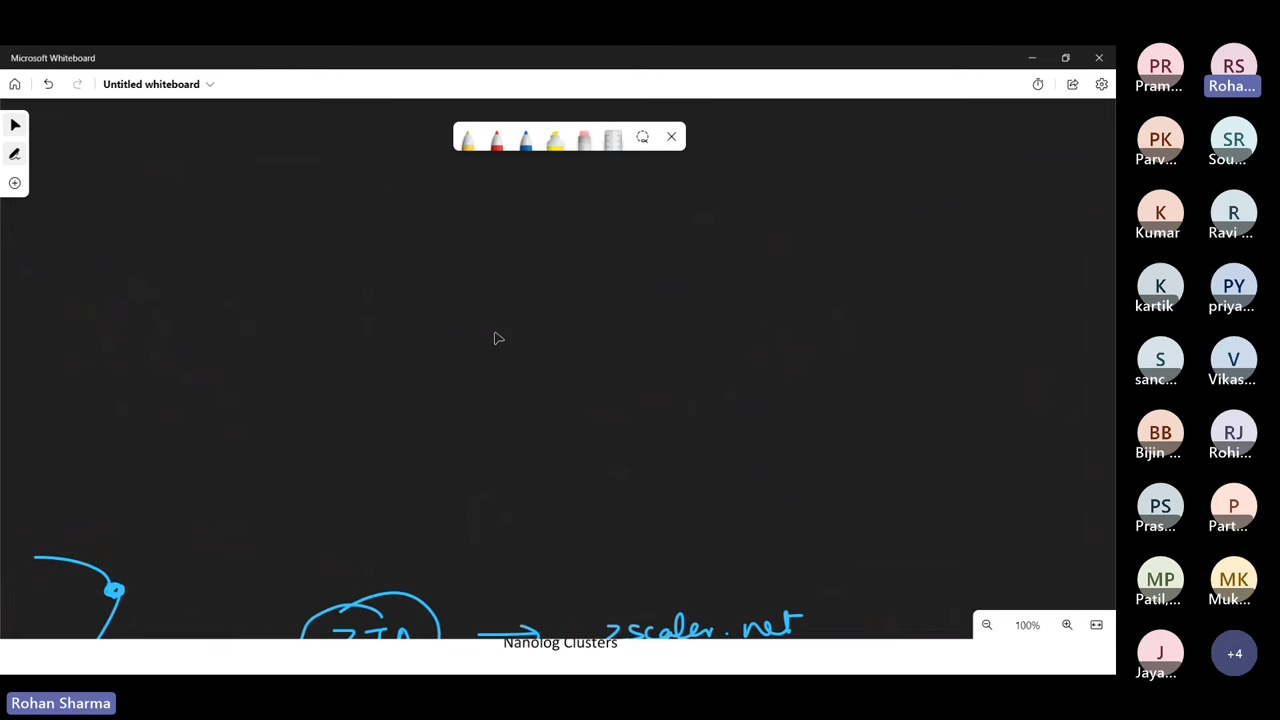 Microsoft Whiteboard
Untitled whiteboard
PR
Pram...
RS
Roha...
PK
Parv...
SR
Sou...
K
Kumar
R
Ravi ...
K
kartik
PY
priya...
S
sanc...
V
Vikas...
BB
Bijin ...
RJ
Rohi...
PS
Pras...
P
Part...
MP
Patil,...
MK
Muk...
J
Jaya...
+4
ZIA → zscaler.net
100%
Nanolog Clusters
Rohan Sharma